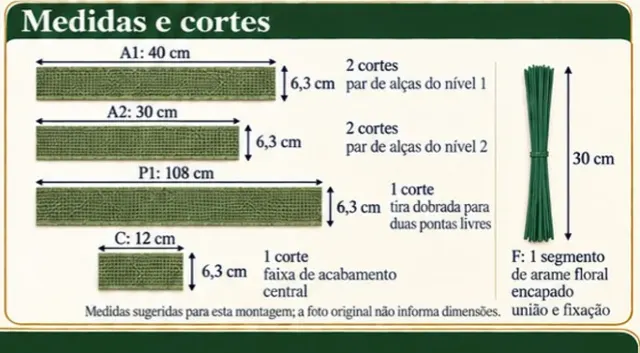 Medidas e cortes
A1: 40 cm
6,3 cm
2 cortes
par de alças do nível 1
A2: 30 cm
6,3 cm
2 cortes
par de alças do nível 2
P1: 108 cm
6,3 cm
1 corte
tira dobrada para
duas pontas livres
C: 12 cm
6,3 cm
1 corte
faixa de acabamento
central
30 cm
F: 1 segmento
de arame floral
encapado
união e fixação
Medidas sugeridas para esta montagem; a foto original não informa dimensões.